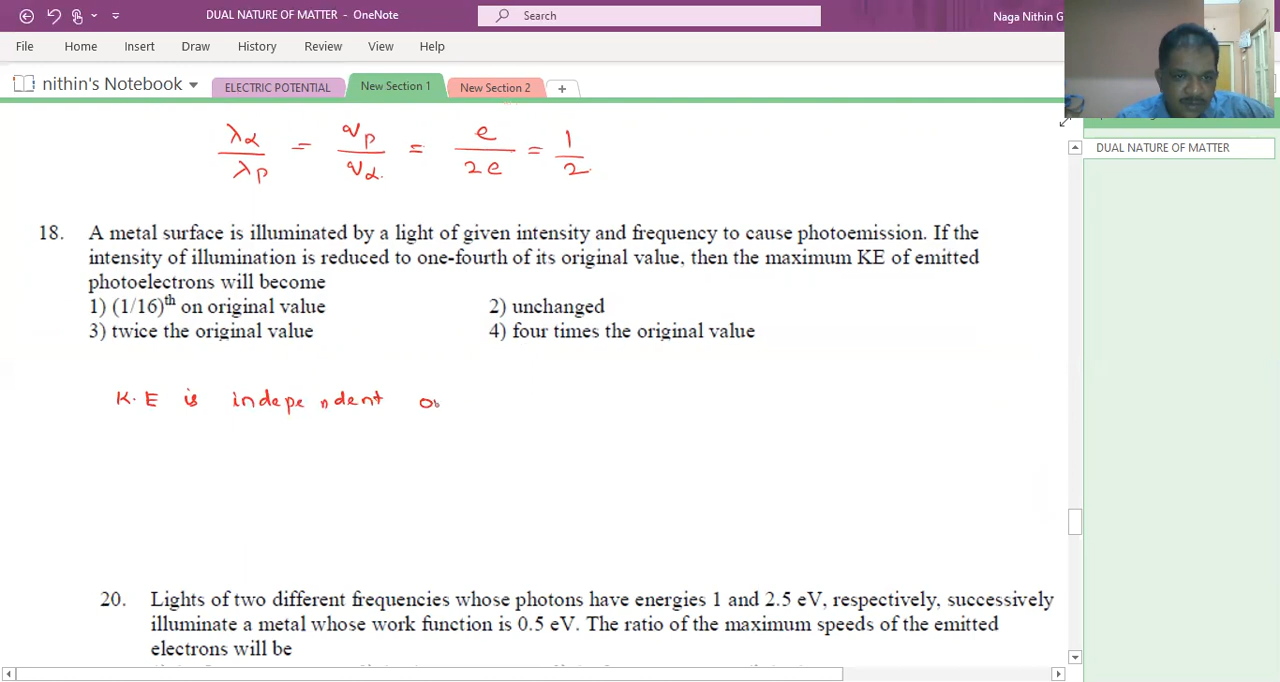 DUAL NATURE OF MATTER - OneNote
Search
Naga Nithin G
File Home Insert Draw History Review View Help
nithin's Notebook ELECTRIC POTENTIAL New Section 1 New Section 2
DUAL NATURE OF MATTER
λα/λp = qp/qα = e/2e = 1/2
18. A metal surface is illuminated by a light of given intensity and frequency to cause photoemission. If the
intensity of illumination is reduced to one-fourth of its original value, then the maximum KE of emitted
photoelectrons will become
1) (1/16)th on original value 2) unchanged
3) twice the original value 4) four times the original value
K.E is independent o
20. Lights of two different frequencies whose photons have energies 1 and 2.5 eV, respectively, successively
illuminate a metal whose work function is 0.5 eV. The ratio of the maximum speeds of the emitted
electrons will be